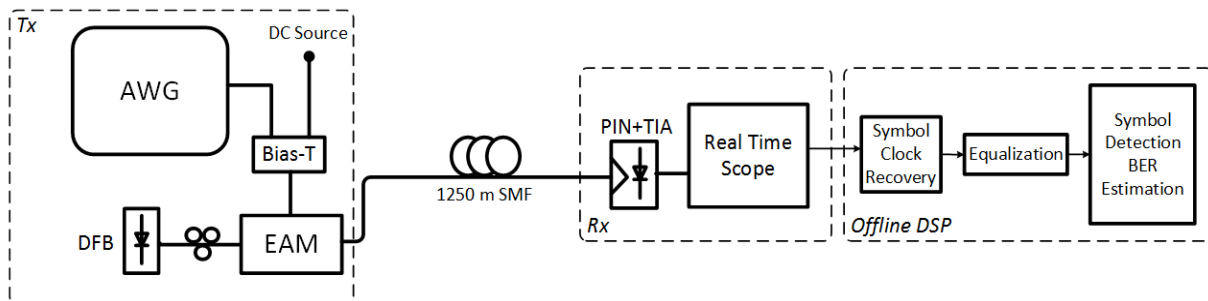 Tx
DC Source
AWG
Bias-T
DFB
EAM
1250 m SMF
PIN+TIA
Real Time
Scope
Rx
Symbol
Clock
Recovery
Equalization
Symbol
Detection
BER
Estimation
Offline DSP